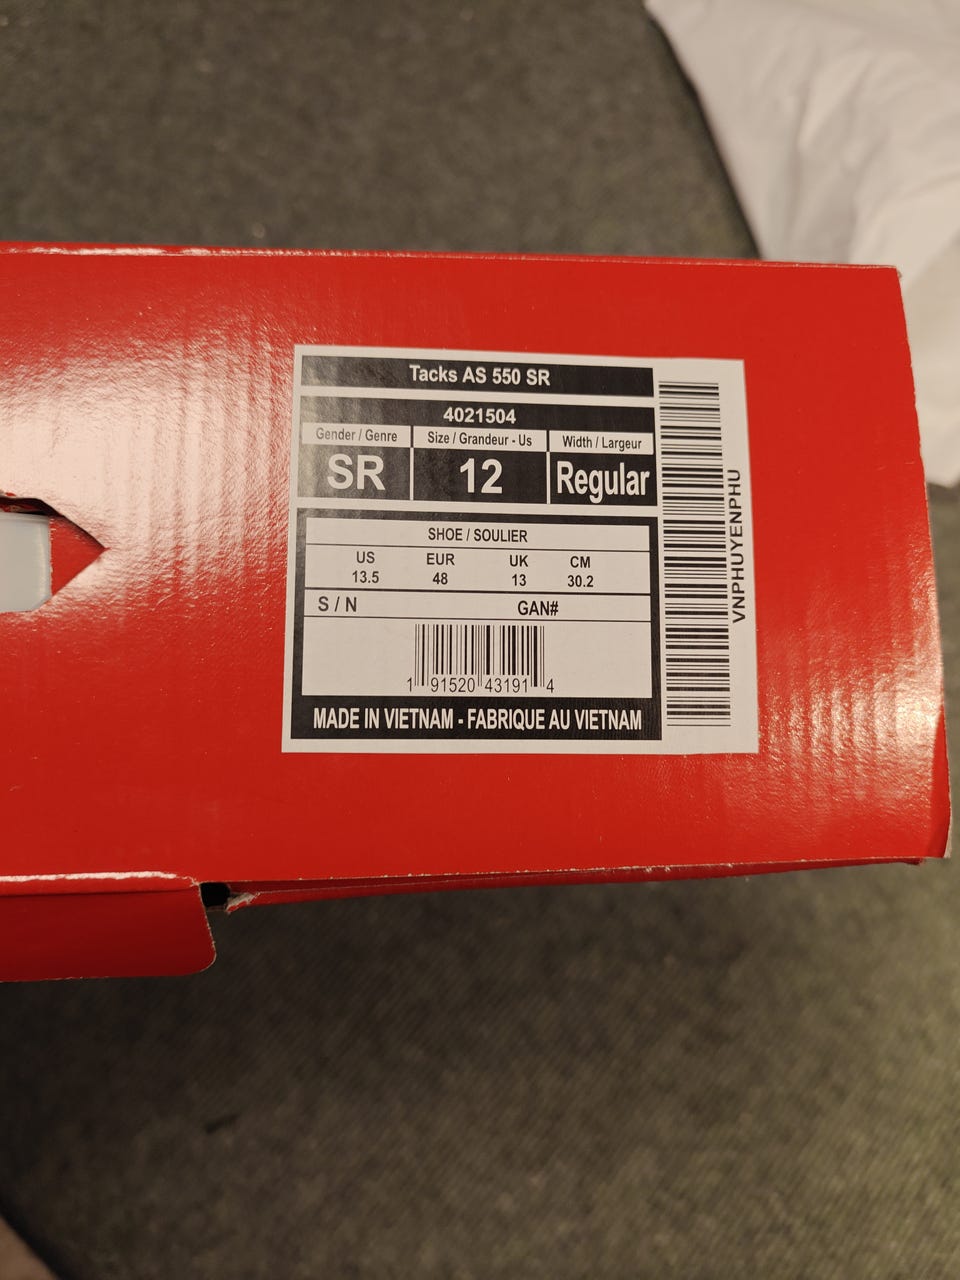 Tacks AS 550 SR
4021504
Gender / Genre Size / Grandeur - Us Width / Largeur
SR 12 Regular
SHOE / SOULIER
US EUR UK CM
13.5 48 13 30.2
S / N GAN#
1 91520 43191 4
MADE IN VIETNAM - FABRIQUE AU VIETNAM
VNPHUYENPHU